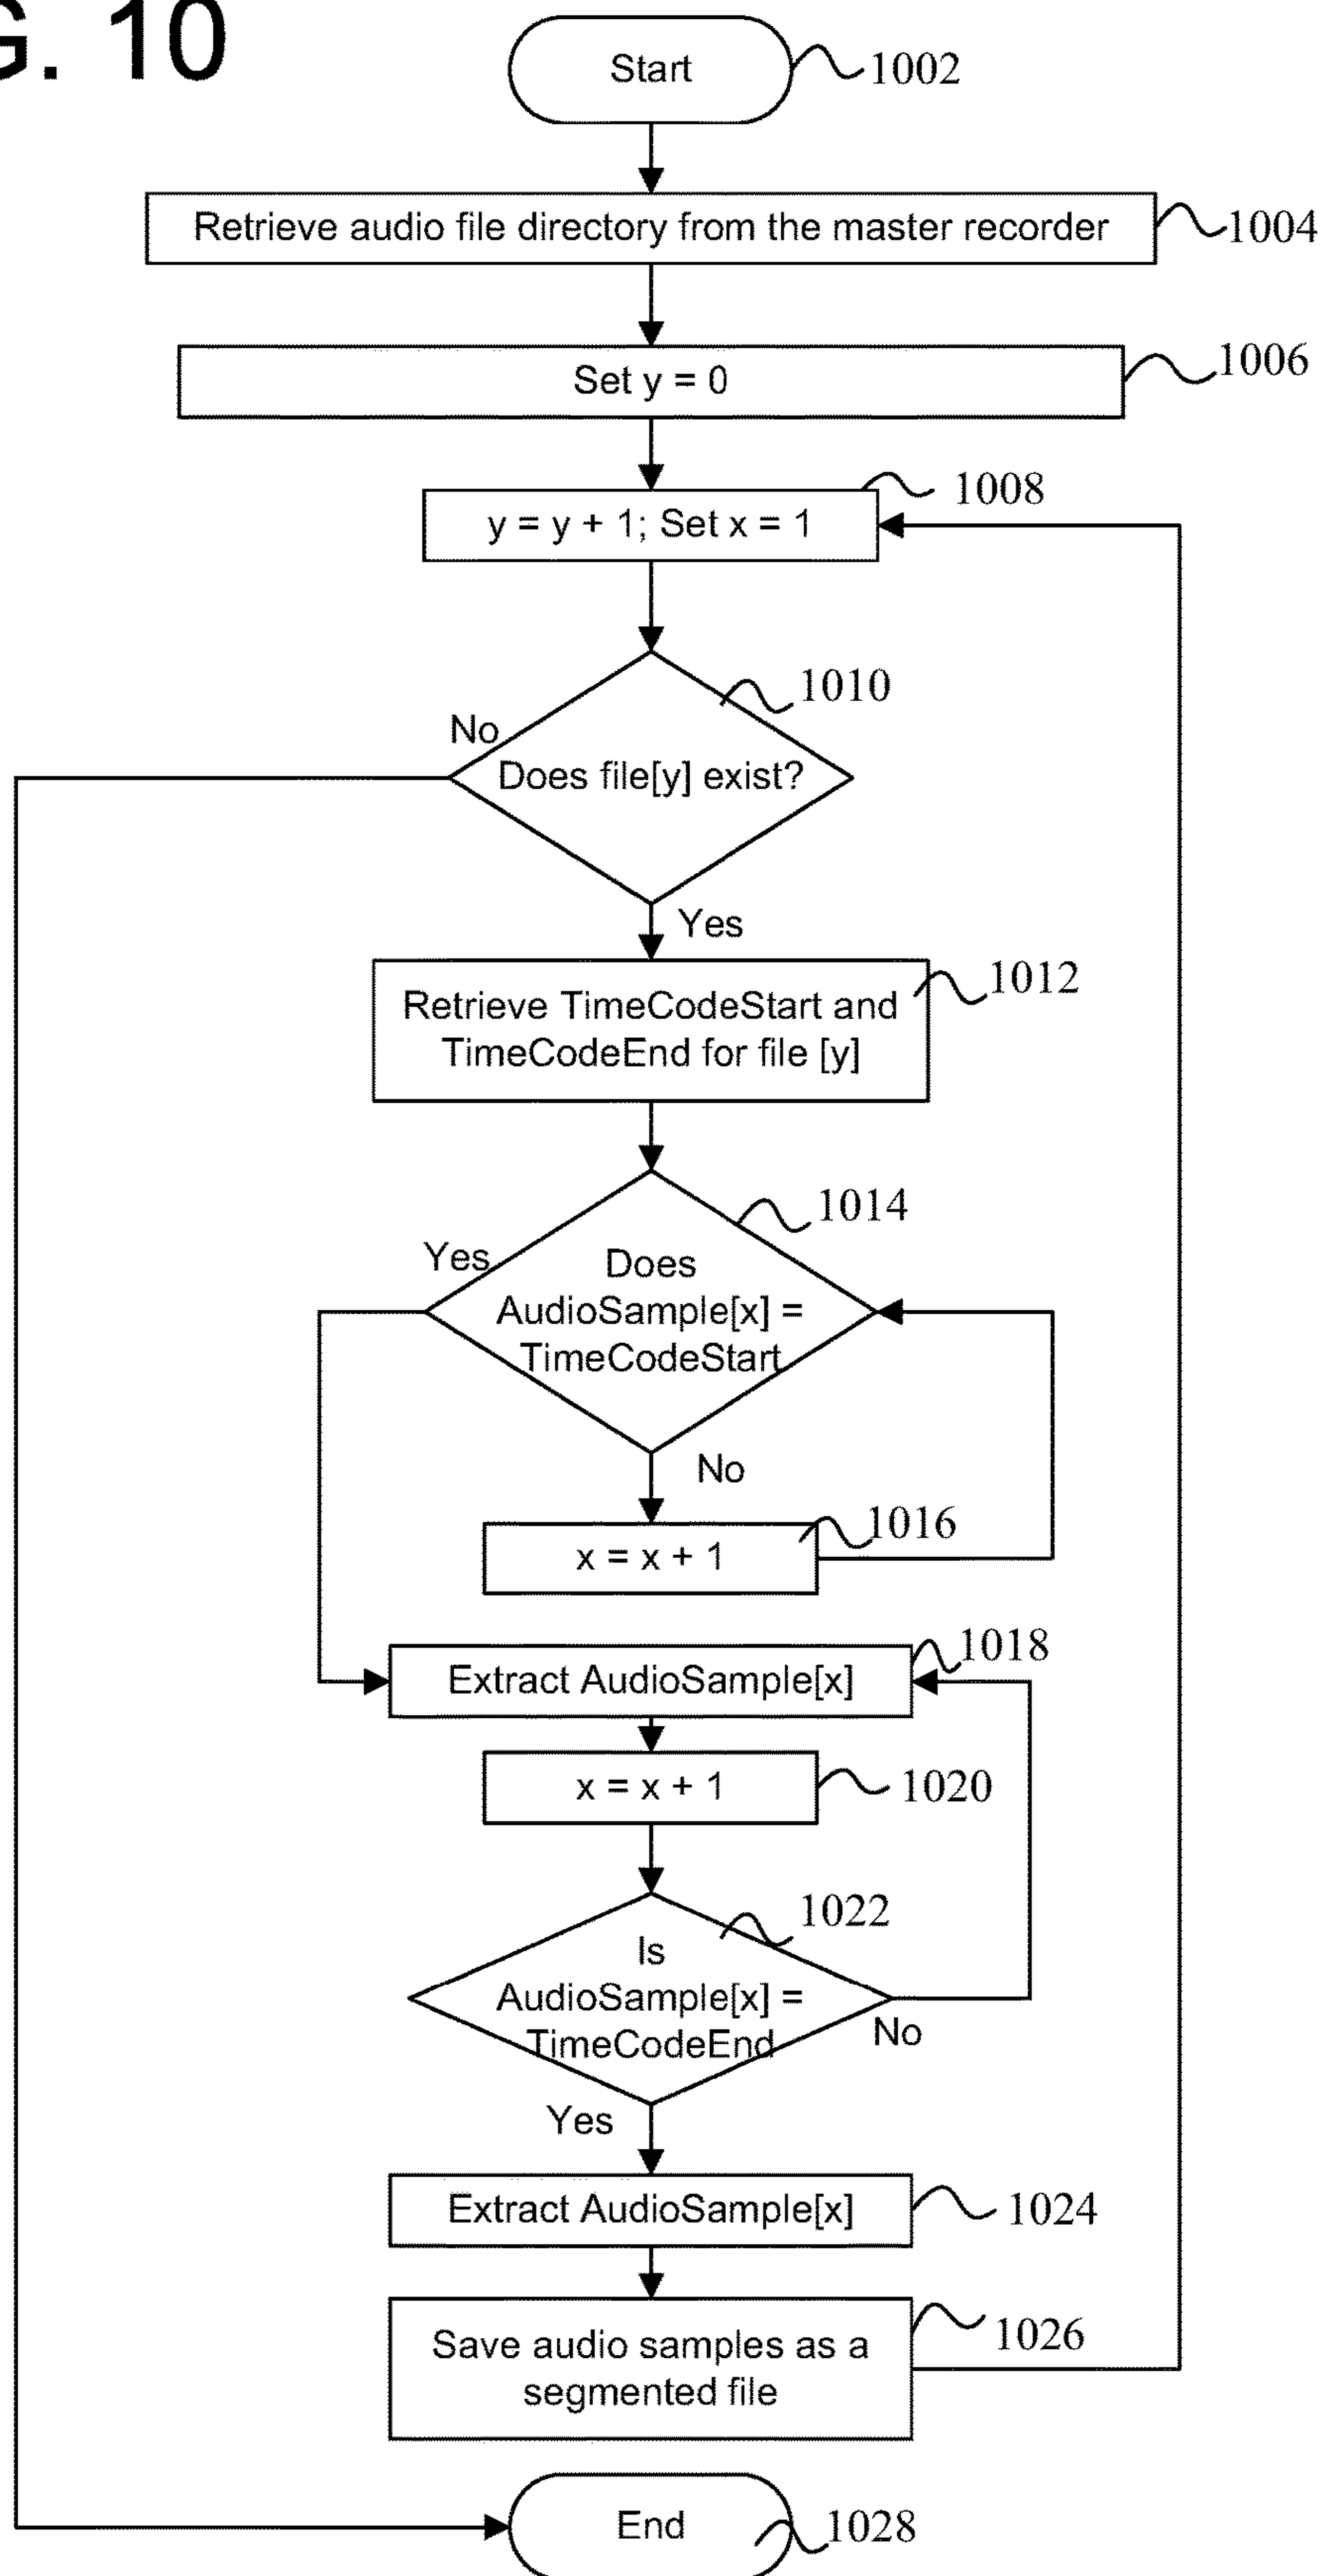 G. 10
Start
1002
Retrieve audio file directory from the master recorder
1004
Set y = 0
1006
y = y + 1; Set x = 1
1008
Does file[y] exist?
1010
No
Yes
Retrieve TimeCodeStart and
TimeCodeEnd for file [y]
1012
Does
AudioSample[x] =
TimeCodeStart
1014
Yes
No
x = x + 1
1016
Extract AudioSample[x]
1018
x = x + 1
1020
Is
AudioSample[x] =
TimeCodeEnd
1022
No
Yes
Extract AudioSample[x]
1024
Save audio samples as a
segmented file
1026
End
1028